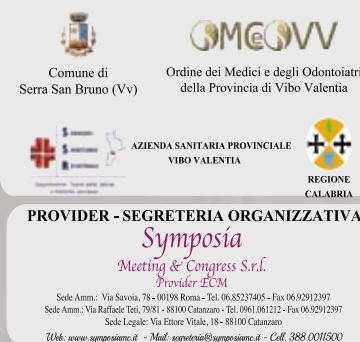 OMCeOVV
Comune di
Serra San Bruno (Vv)
Ordine dei Medici e degli Odontoiatri
della Provincia di Vibo Valentia
AZIENDA SANITARIA PROVINCIALE
VIBO VALENTIA
REGIONE
CALABRIA
PROVIDER - SEGRETERIA ORGANIZZATIVA
Symposia
Meeting & Congress S.r.l.
Provider ECM
Sede Amm.: Via Savoia, 78 - 00198 Roma - Tel. 06.85237405 - Fax 06.92912397
Sede Amm.: Via Raffaele Teti, 79/81 - 88100 Catanzaro - Tel. 0961.061212 - Fax 06.92912397
Sede Legale: Via Ettore Vitale, 18 - 88100 Catanzaro
Web: www.symposiamc.it - Mail: segreteria@symposiamc.it - Cell. 388.0011500